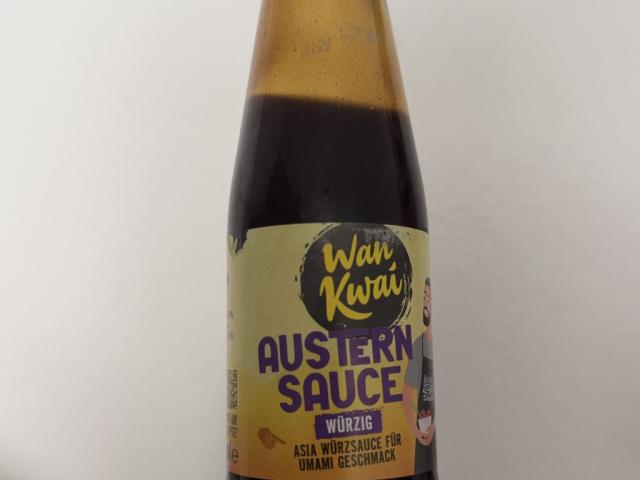 Wan
Kwai
AUSTERN
SAUCE
WÜRZIG
ASIA WÜRZSAUCE FÜR
UMAMI GESCHMACK